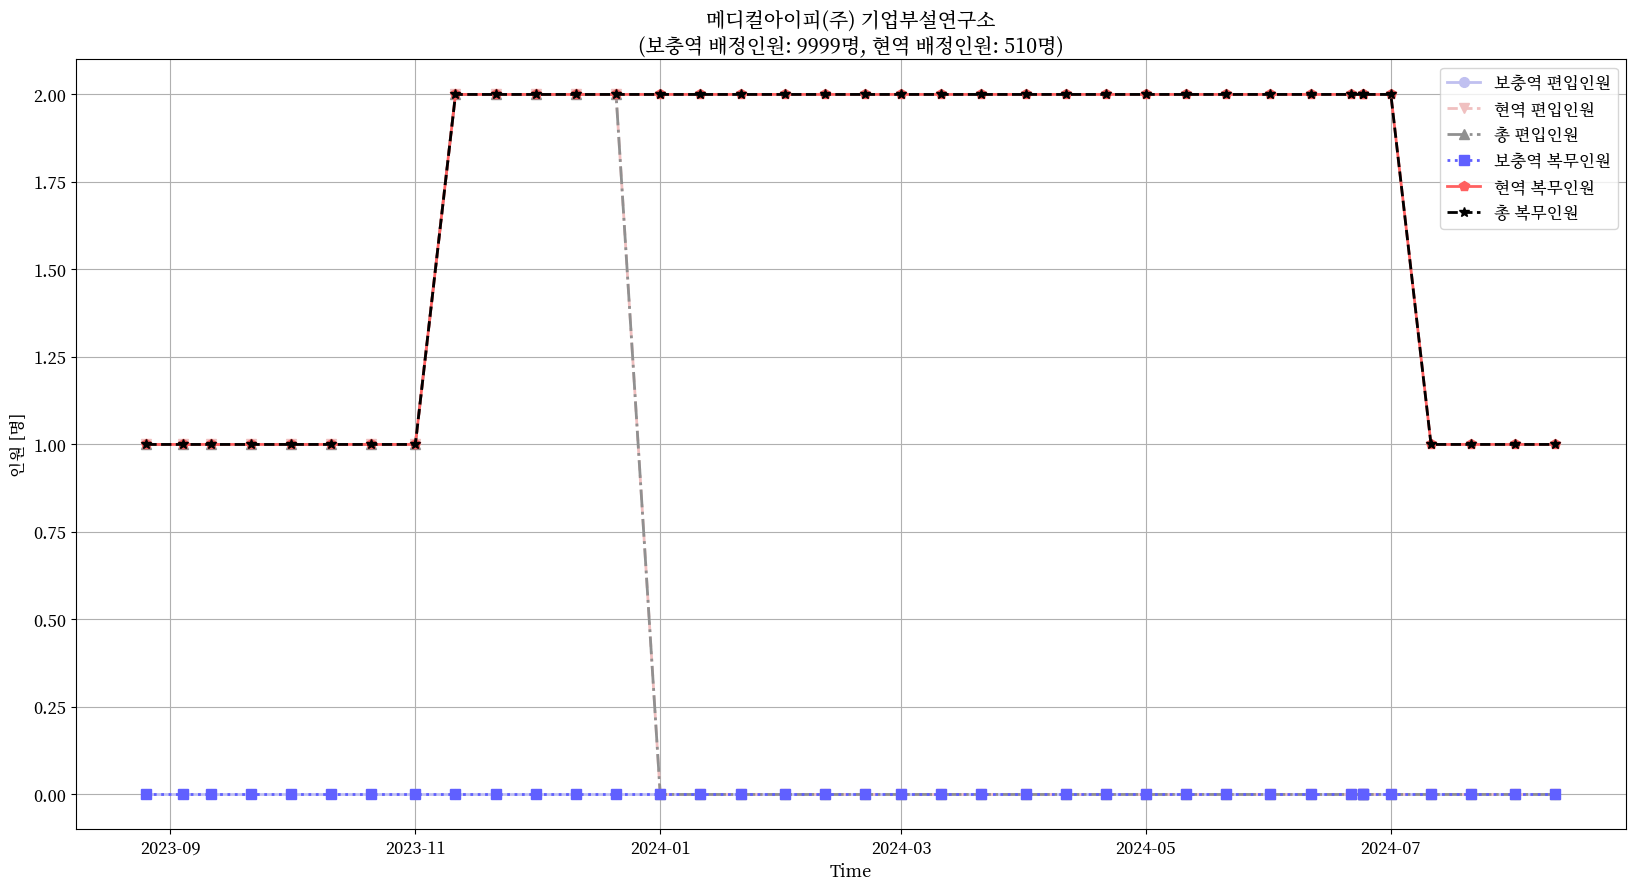 메디컬아이피(주) 기업부설연구소
(보충역 배정인원: 9999명, 현역 배정인원: 510명)
보충역 편입인원
현역 편입인원
총 편입인원
보충역 복무인원
현역 복무인원
총 복무인원
인원 [명]
2.00
1.75
1.50
1.25
1.00
0.75
0.50
0.25
0.00
2023-09
2023-11
2024-01
2024-03
2024-05
2024-07
Time